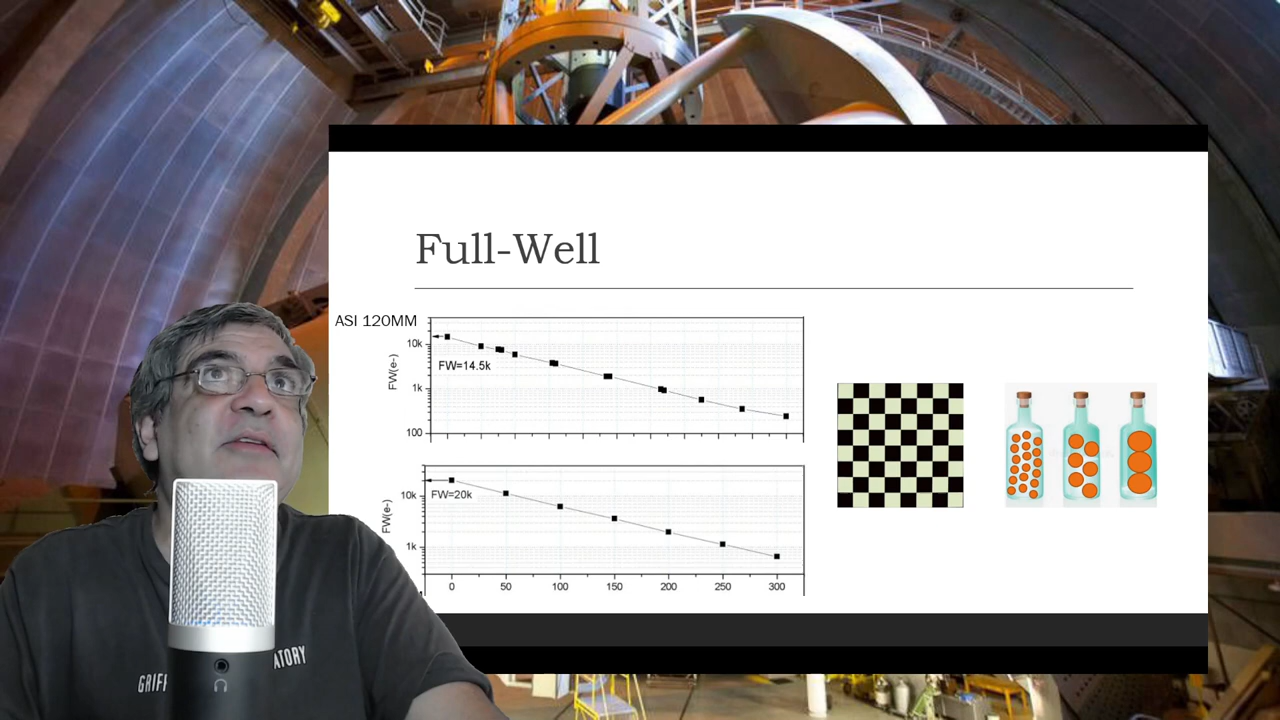 Full-Well
ASI 120MM
FW(e-)
10k
1k
100
FW=14.5k
FW(e-)
10k
1k
FW=20k
0 50 100 150 200 250 300
GRIFF
ATORY